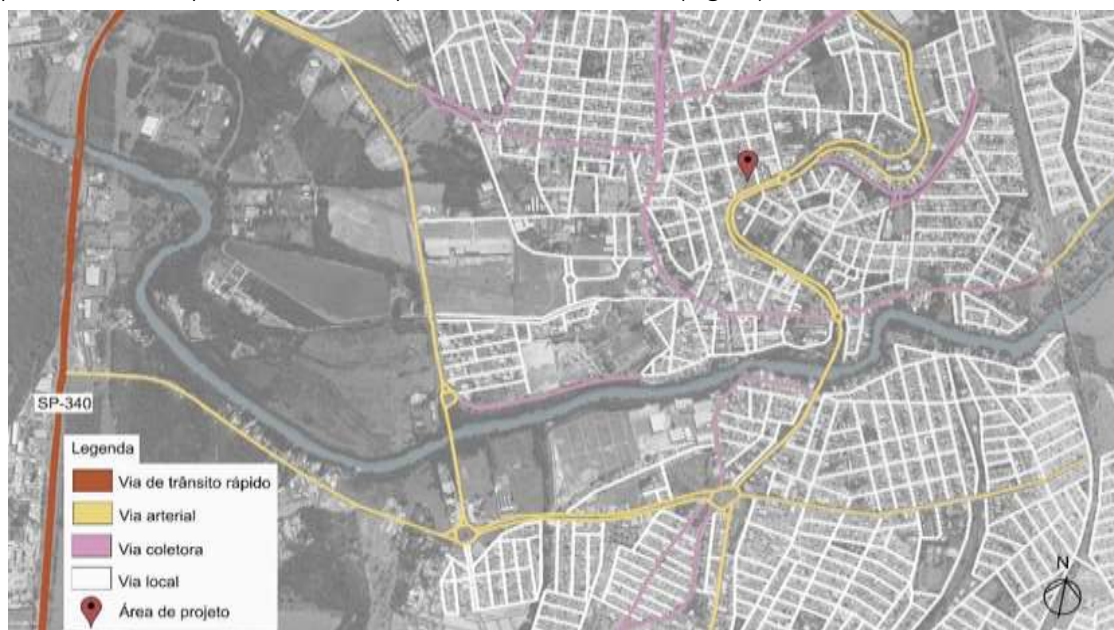 SP-340
Legenda
Via de trânsito rápido
Via arterial
Via coletora
Via local
Área de projeto
N